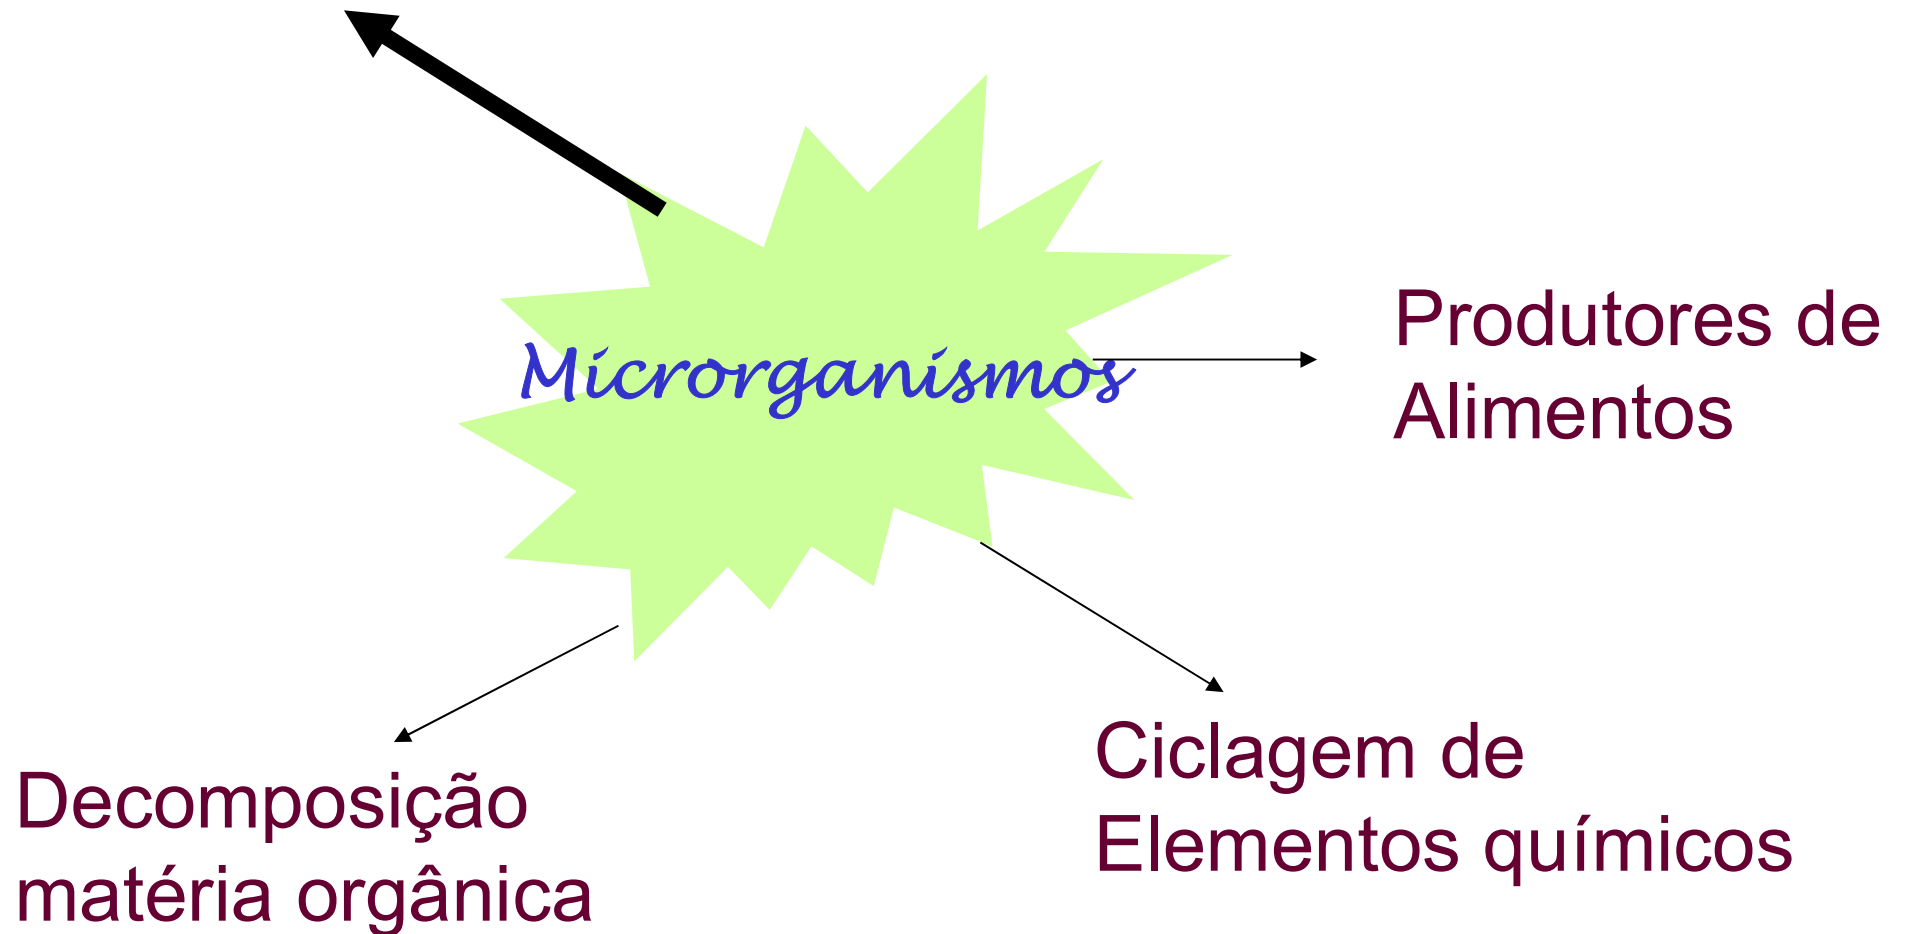 Microrganismos
Produtores de
Alimentos
Ciclagem de
Elementos químicos
Decomposição
matéria orgânica